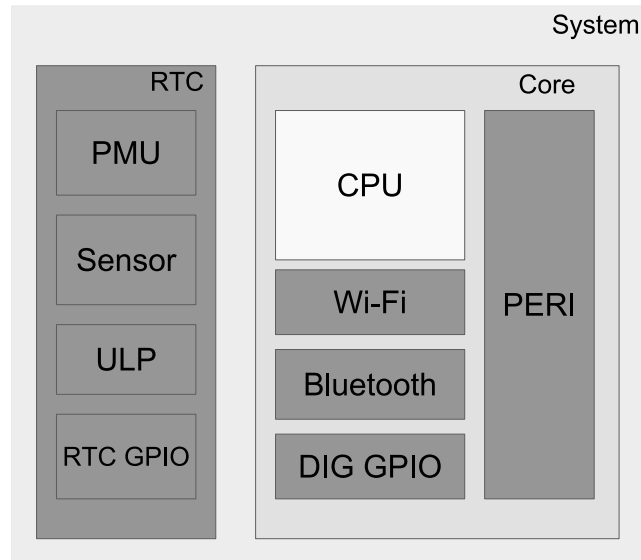 System
RTC
PMU
Sensor
ULP
RTC GPIO
Core
CPU
Wi-Fi
Bluetooth
DIG GPIO
PERI